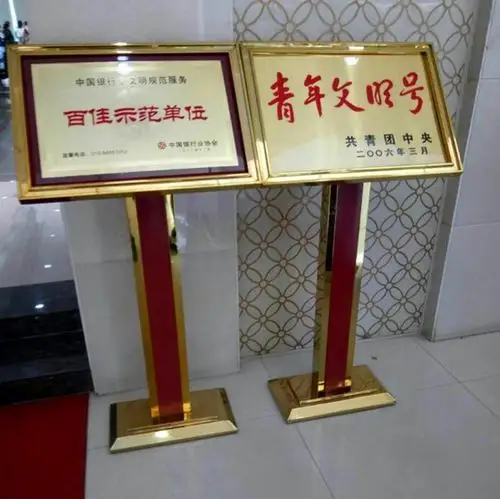 中国银行业文明规范服务
百佳示范单位
中国银行业协会
青年文明号
共青团中央
二〇〇六年三月